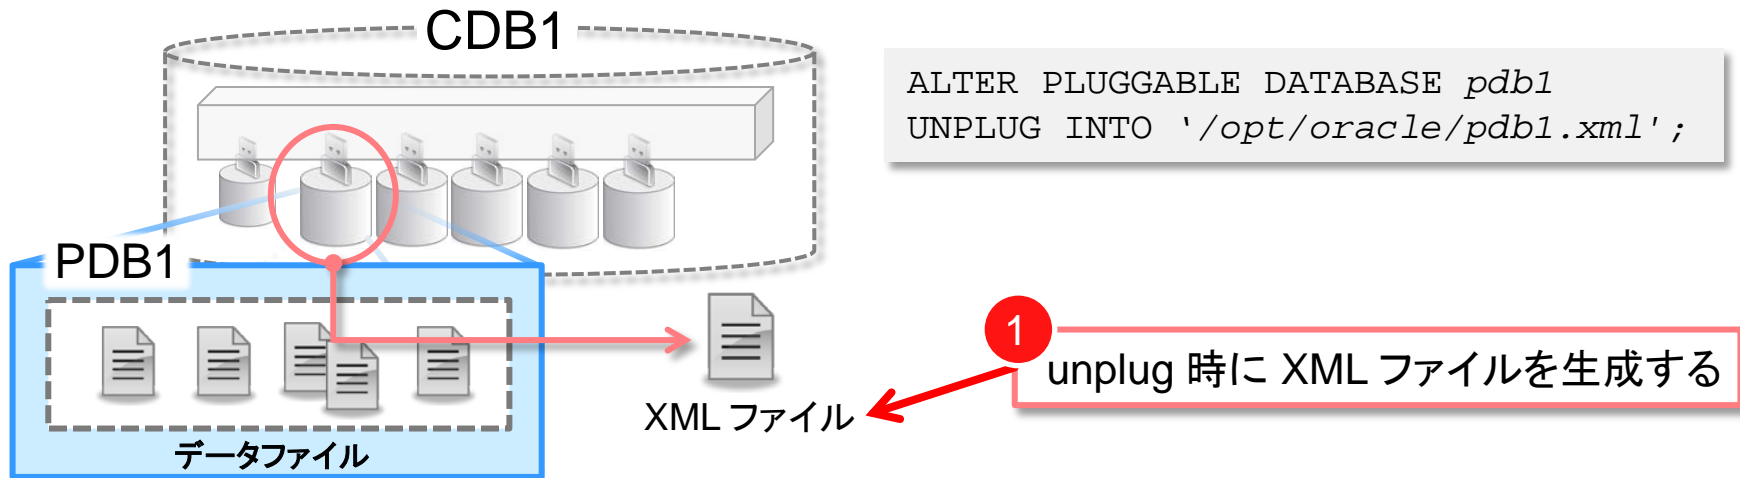 CDB1
ALTER PLUGGABLE DATABASE pdb1
UNPLUG INTO ‘/opt/oracle/pdb1.xml';
PDB1
1
unplug 時に XML ファイルを生成する
XML ファイル
データファイル